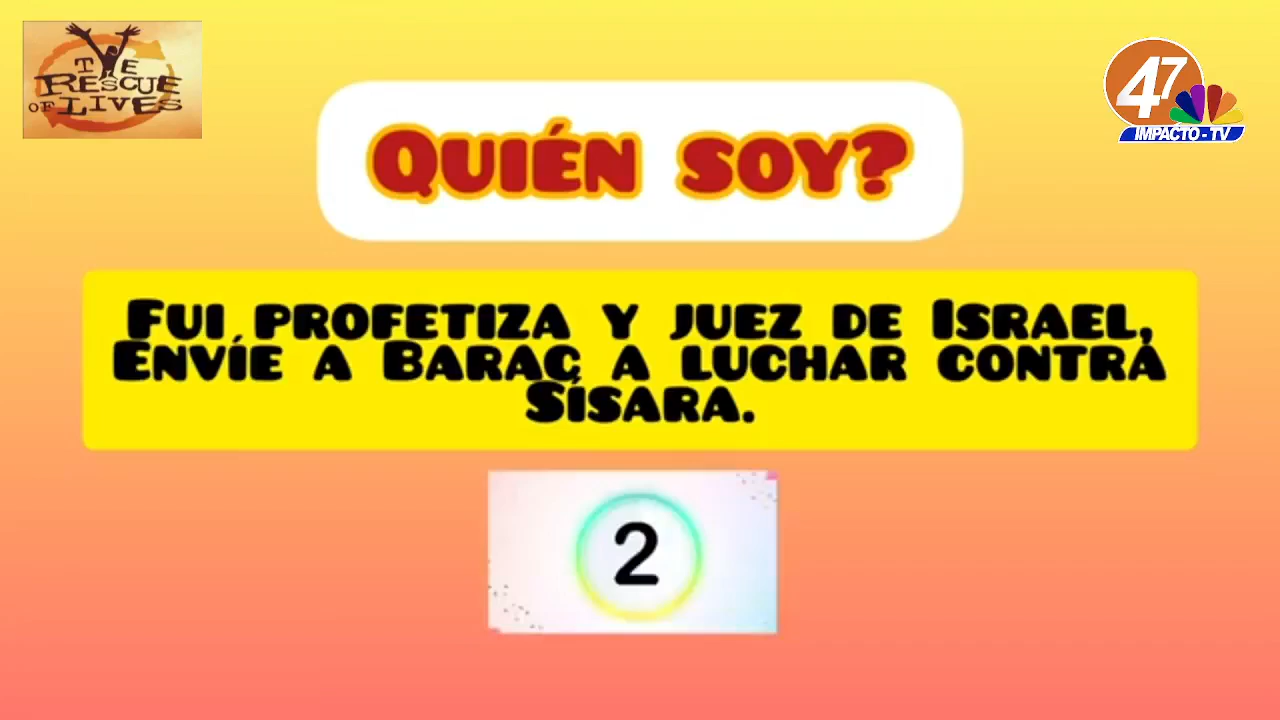 THE
RESCUE
OF LIVES
47
IMPACTO-TV
Quién soy?
Fui profetiza y juez de Israel,
Envíe a Barac a luchar contra
Sísara.
2